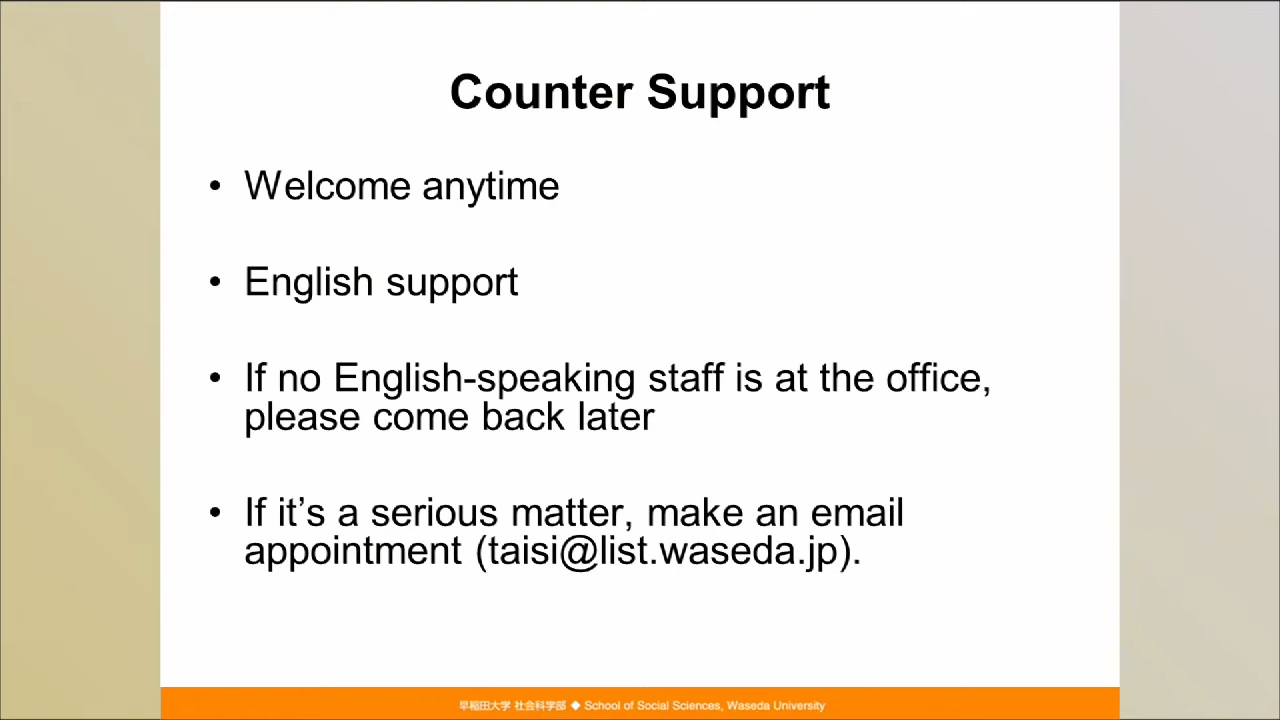 Counter Support
• Welcome anytime
• English support
• If no English-speaking staff is at the office,
please come back later
• If it’s a serious matter, make an email
appointment (taisi@list.waseda.jp).
早稲田大学 社会科学部 ◆ School of Social Sciences, Waseda University